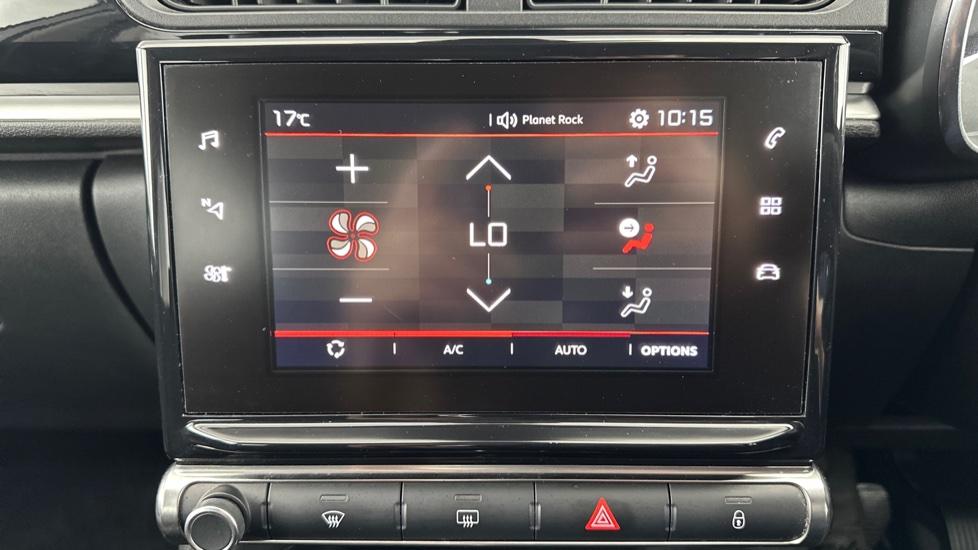 17°C Planet Rock 10:15
N
LO
A/C AUTO OPTIONS